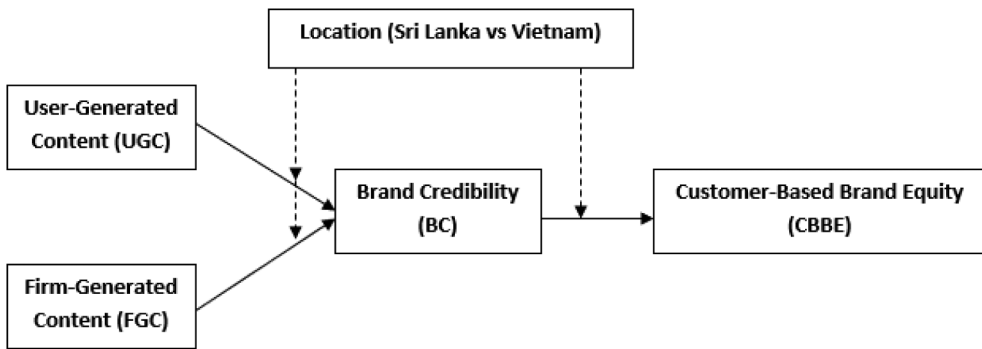 Location (Sri Lanka vs Vietnam)
User-Generated
Content (UGC)
Brand Credibility
(BC)
Customer-Based Brand Equity
(CBBE)
Firm-Generated
Content (FGC)